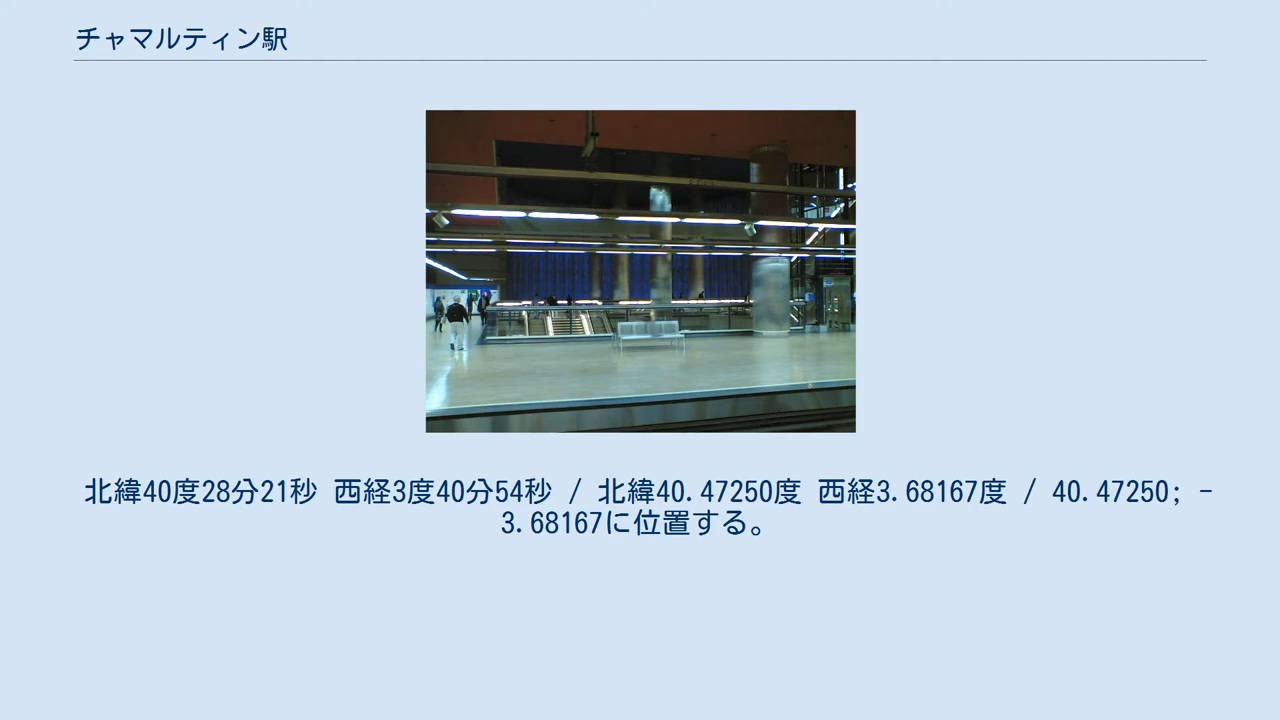 チャマルティン駅
北緯40度28分21秒 西経3度40分54秒 / 北緯40.47250度 西経3.68167度 / 40.47250; -
3.68167に位置する。